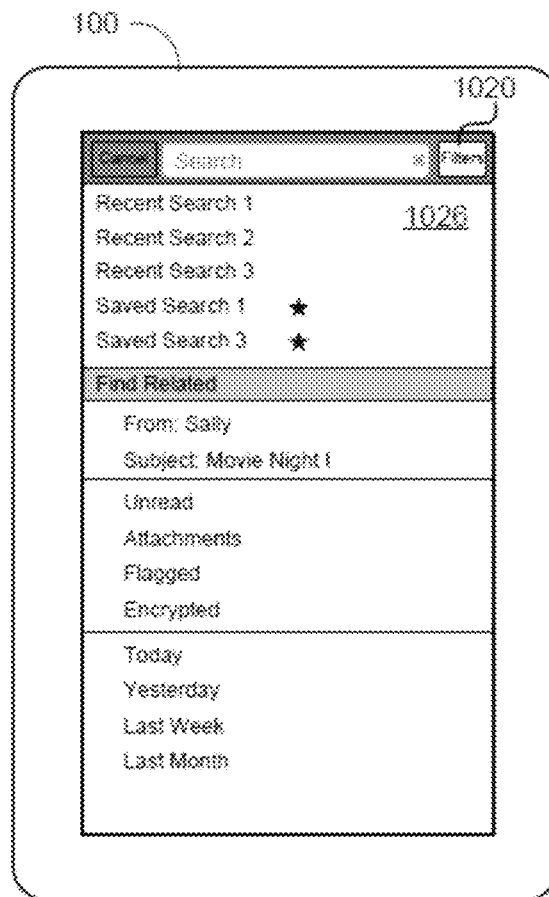 100
1020
Cancel Search × Filters
Recent Search 1
1026
Recent Search 2
Recent Search 3
Saved Search 1 ★
Saved Search 3 ★
Find Related
From: Sally
Subject: Movie Night I
Unread
Attachments
Flagged
Encrypted
Today
Yesterday
Last Week
Last Month